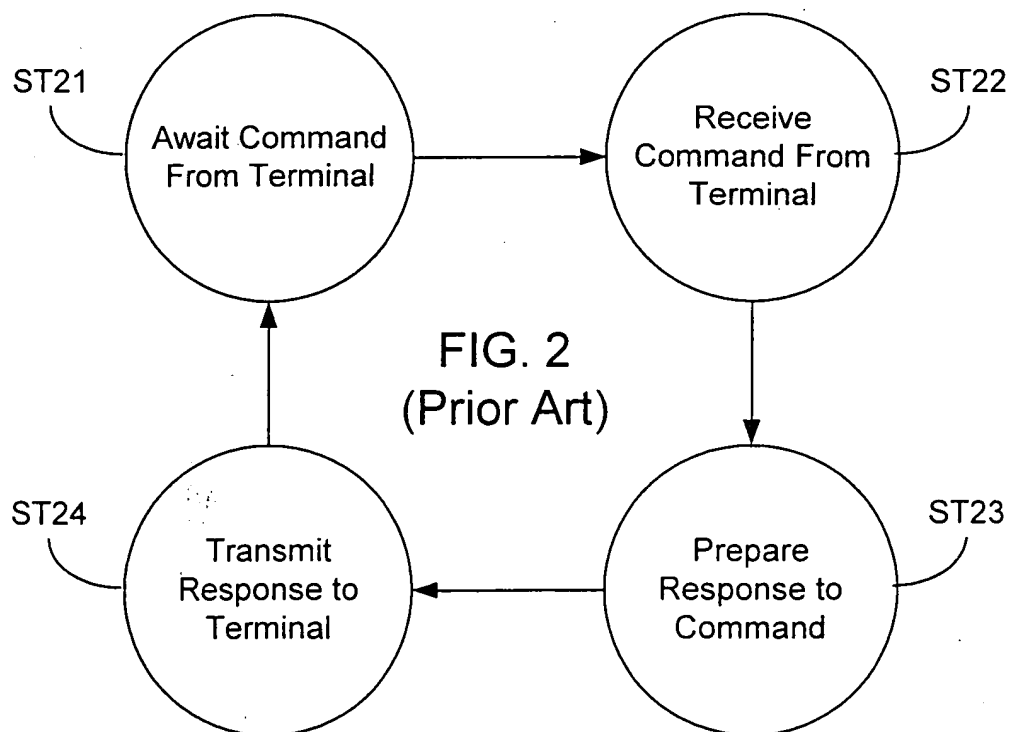 ST21
Await Command
From Terminal
ST22
Receive
Command From
Terminal
FIG. 2
(Prior Art)
ST24
Transmit
Response to
Terminal
ST23
Prepare
Response to
Command